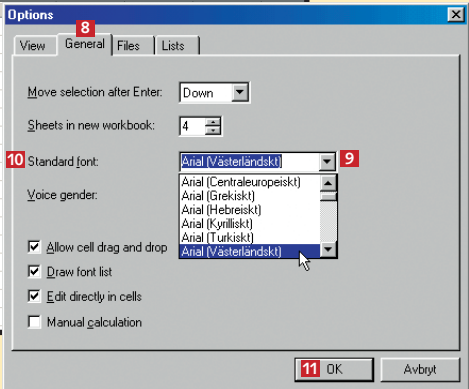 Options
8
View General Files Lists
Move selection after Enter: Down
Sheets in new workbook: 4
10 Standard font: Arial (Västerländskt) 9
Arial (Centraleuropeiskt)
Arial (Grekiskt)
Voice gender:
Arial (Hebreiskt)
Arial (Kyrilliskt)
Arial (Turkiskt)
Arial (Västerländskt)
Allow cell drag and drop
Draw font list
Edit directly in cells
Manual calculation
11 OK Avbryt